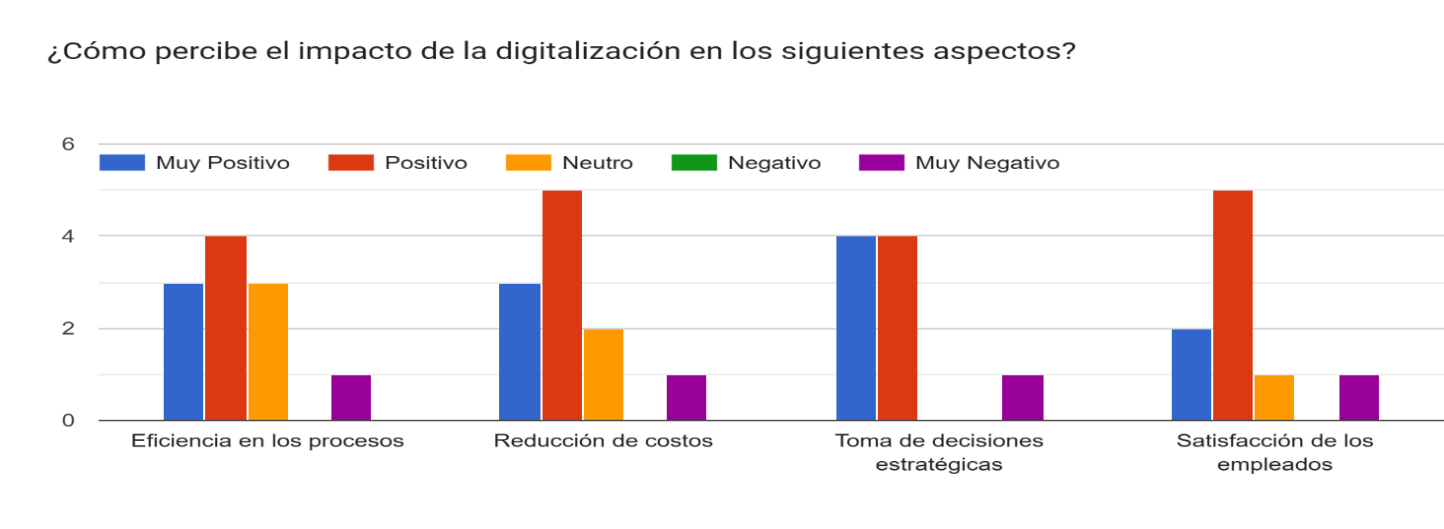 ¿Cómo percibe el impacto de la digitalización en los siguientes aspectos?
6
Muy Positivo Positivo Neutro Negativo Muy Negativo
4
2
0
Eficiencia en los procesos Reducción de costos Toma de decisiones Satisfacción de los
estratégicas empleados